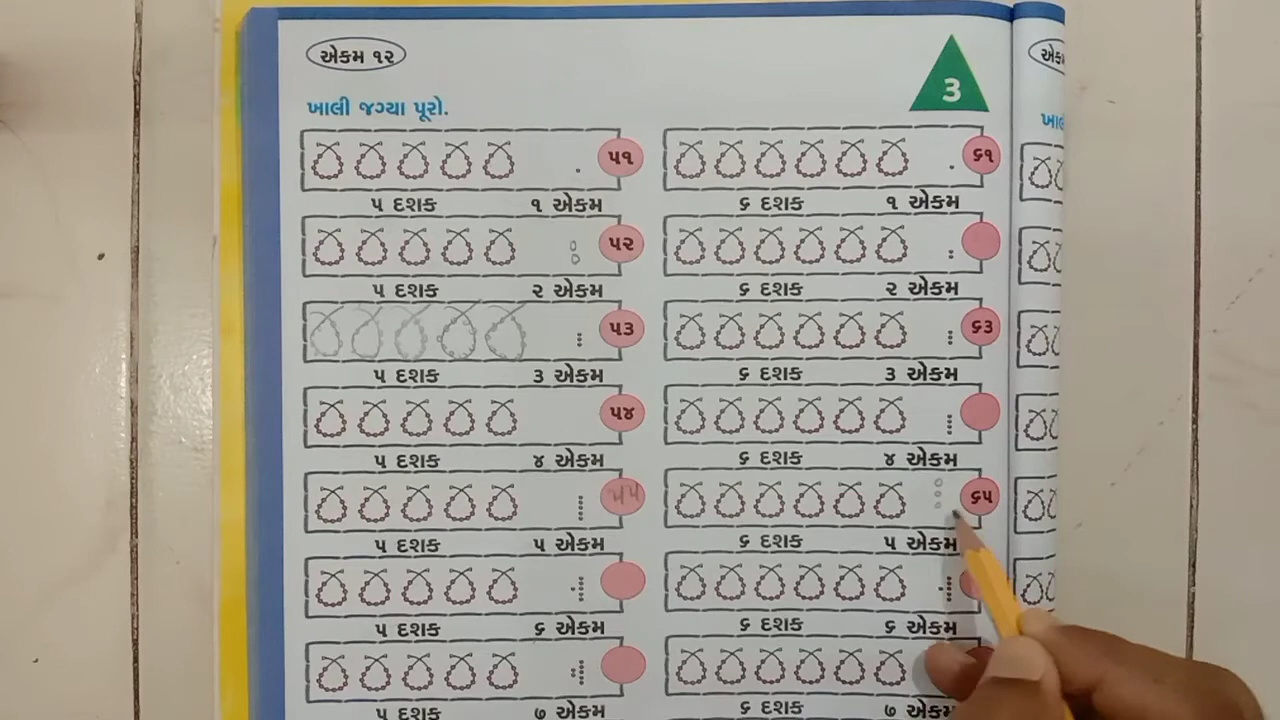 એકમ ૧૨
3
ખાલી જગ્યા પૂરો.
૫૧
૫ દશક ૧ એકમ
૫૨
૫ દશક ૨ એકમ
૫૩
૫ દશક ૩ એકમ
૫૪
૫ દશક ૪ એકમ
૫૫
૫ દશક ૫ એકમ
૫ દશક ૬ એકમ
૫ દશક ૭ એકમ
૬૧
૬ દશક ૧ એકમ
૬ દશક ૨ એકમ
૬૩
૬ દશક ૩ એકમ
૬ દશક ૪ એકમ
૬૫
૬ દશક ૫ એકમ
૬ દશક ૬ એકમ
૬ દશક ૭ એકમ